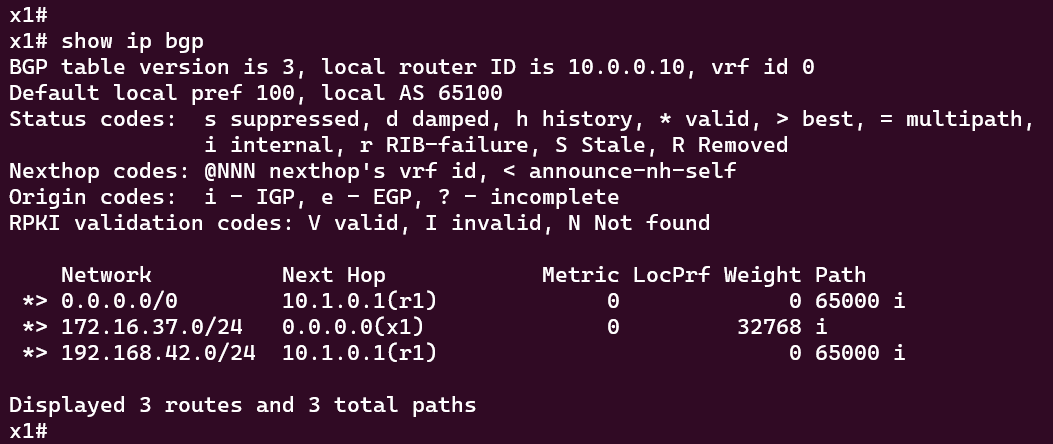 x1#
x1# show ip bgp
BGP table version is 3, local router ID is 10.0.0.10, vrf id 0
Default local pref 100, local AS 65100
Status codes:  s suppressed, d damped, h history, * valid, > best, = multipath,
               i internal, r RIB-failure, S Stale, R Removed
Nexthop codes: @NNN nexthop's vrf id, < announce-nh-self
Origin codes:  i - IGP, e - EGP, ? - incomplete
RPKI validation codes: V valid, I invalid, N Not found

    Network          Next Hop            Metric LocPrf Weight Path
 *> 0.0.0.0/0        10.1.0.1(r1)             0             0 65000 i
 *> 172.16.37.0/24   0.0.0.0(x1)              0         32768 i
 *> 192.168.42.0/24  10.1.0.1(r1)                           0 65000 i

Displayed 3 routes and 3 total paths
x1#